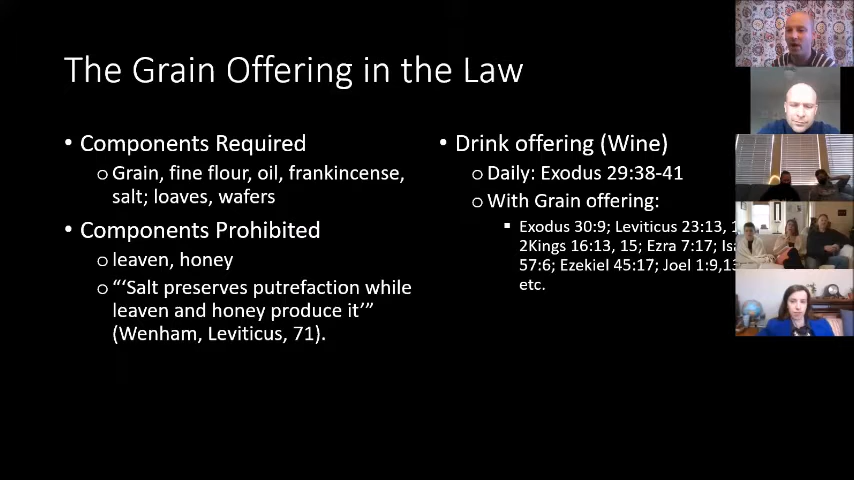 The Grain Offering in the Law
• Components Required
o Grain, fine flour, oil, frankincense,
salt; loaves, wafers
• Components Prohibited
o leaven, honey
o “‘Salt preserves putrefaction while
leaven and honey produce it’”
(Wenham, Leviticus, 71).
• Drink offering (Wine)
o Daily: Exodus 29:38-41
o With Grain offering:
▪ Exodus 30:9; Leviticus 23:13,
2Kings 16:13, 15; Ezra 7:17;
57:6; Ezekiel 45:17; Joel 1:9,13
etc.